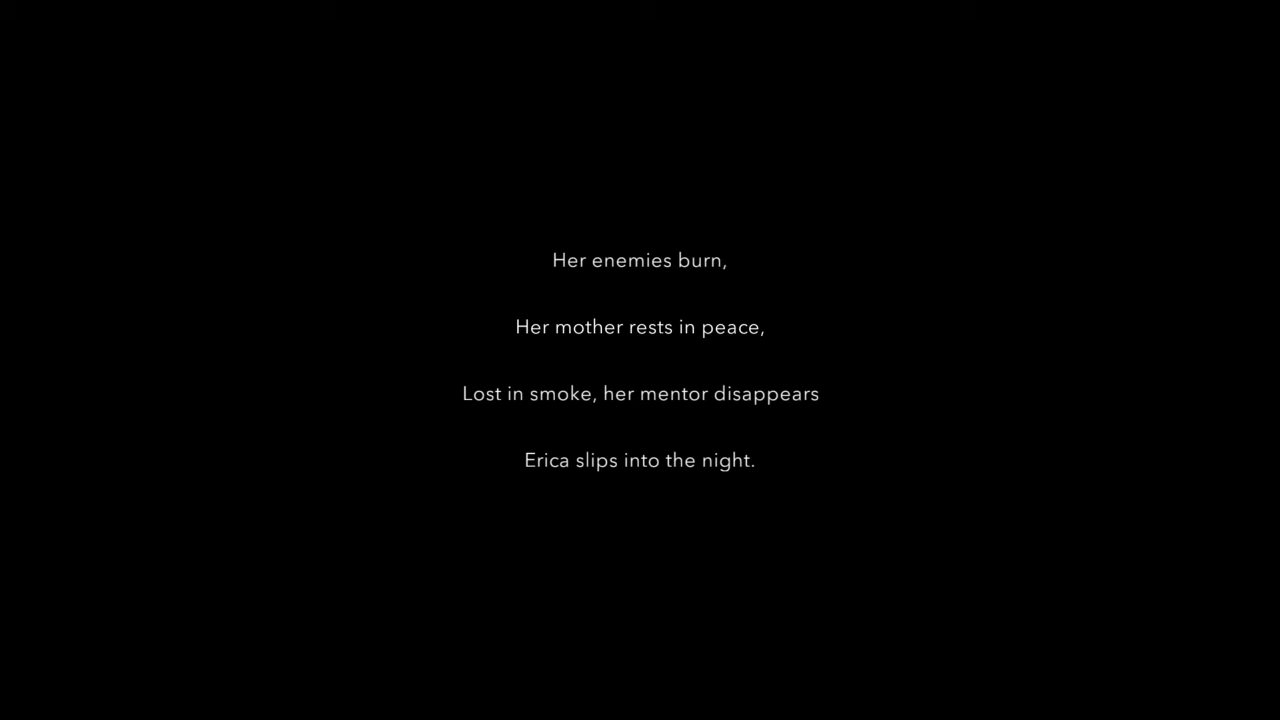 Her enemies burn,
Her mother rests in peace,
Lost in smoke, her mentor disappears
Erica slips into the night.